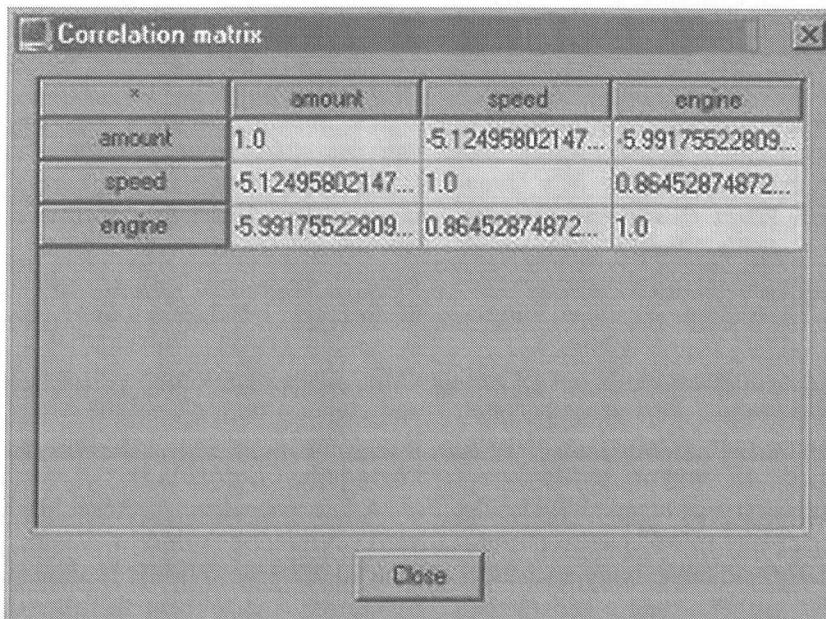 Correlation matrix
× amount speed engine
amount 1.0 -5.12495802147... -5.99175522809...
speed -5.12495802147... 1.0 0.86452874872...
engine -5.99175522809... 0.86452874872... 1.0
Close